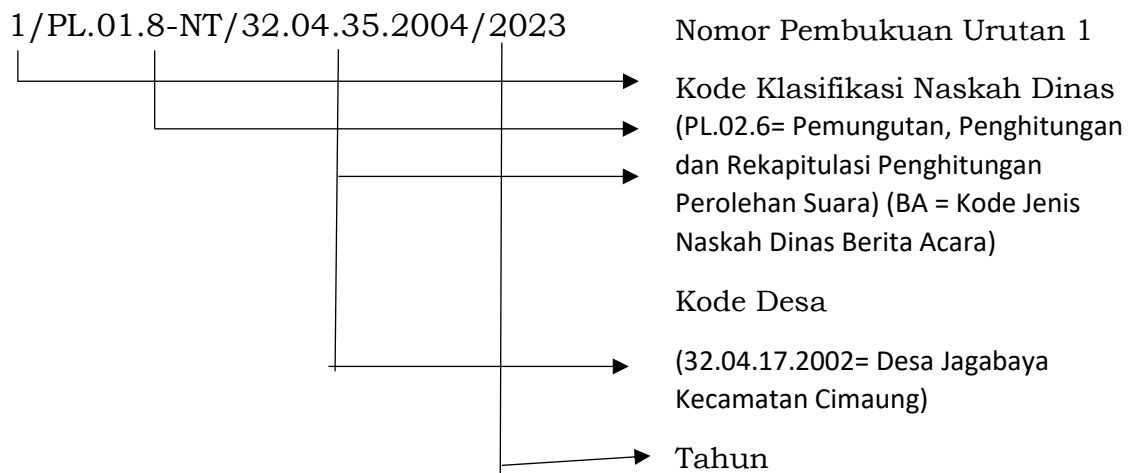 1/PL.01.8-NT/32.04.35.2004/2023
Nomor Pembukuan Urutan 1
Kode Klasifikasi Naskah Dinas
(PL.02.6= Pemungutan, Penghitungan
dan Rekapitulasi Penghitungan
Perolehan Suara) (BA = Kode Jenis
Naskah Dinas Berita Acara)
Kode Desa
(32.04.17.2002= Desa Jagabaya
Kecamatan Cimaung)
Tahun